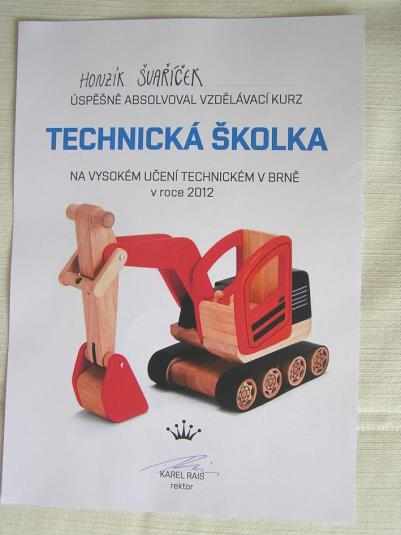 Honzík Švaříček
ÚSPĚŠNĚ ABSOLVOVAL VZDĚLÁVACÍ KURZ
TECHNICKÁ ŠKOLKA
NA VYSOKÉM UČENÍ TECHNICKÉM V BRNĚ
v roce 2012
KAREL RAIS
rektor